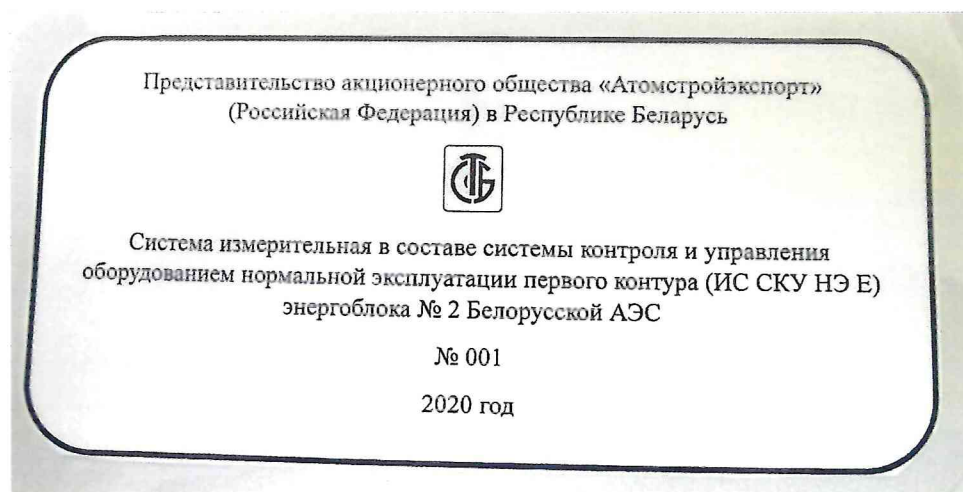 Представительство акционерного общества «Атомстройэкспорт»
(Российская Федерация) в Республике Беларусь
СТБ
Система измерительная в составе системы контроля и управления
оборудованием нормальной эксплуатации первого контура (ИС СКУ НЭ Е)
энергоблока № 2 Белорусской АЭС
№ 001
2020 год